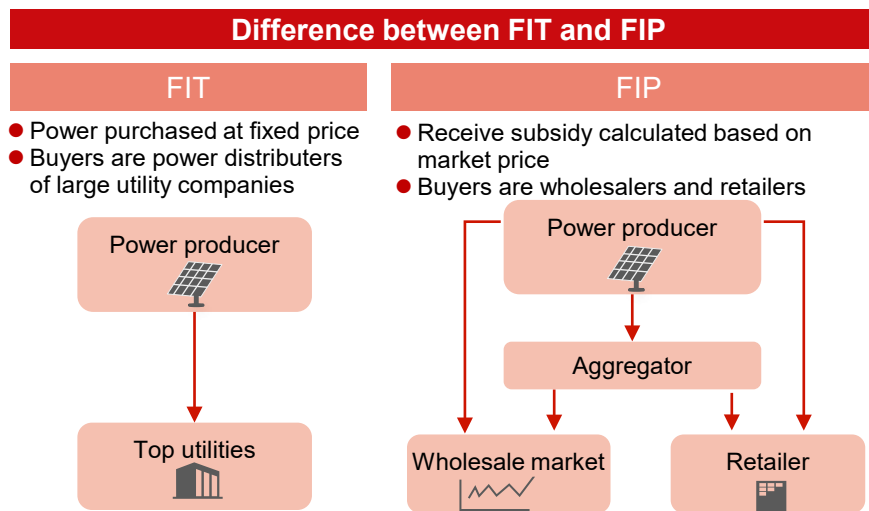 Difference between FIT and FIP
FIT
Power purchased at fixed price
Buyers are power distributers
of large utility companies
Power producer
Top utilities
FIP
Receive subsidy calculated based on
market price
Buyers are wholesalers and retailers
Power producer
Aggregator
Wholesale market
Retailer